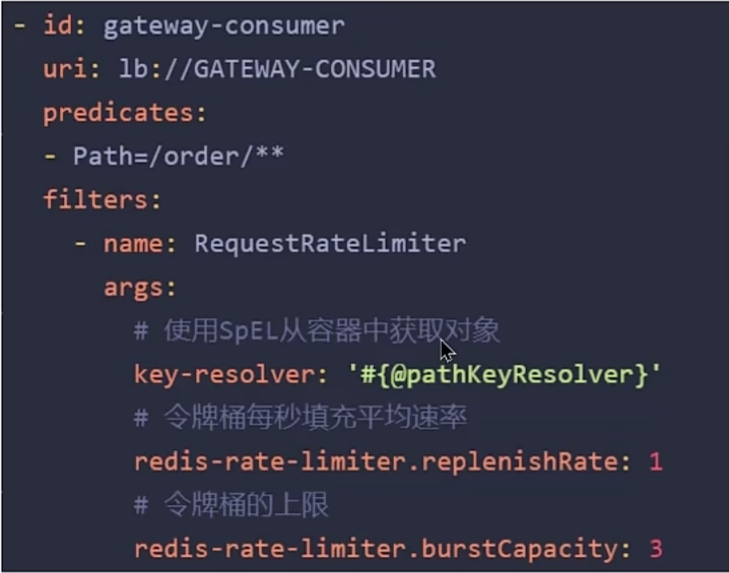 - id: gateway-consumer
uri: lb://GATEWAY-CONSUMER
predicates:
- Path=/order/**
filters:
- name: RequestRateLimiter
args:
# 使用SpEL从容器中获取对象
key-resolver: '#{@pathKeyResolver}'
# 令牌桶每秒填充平均速率
redis-rate-limiter.replenishRate: 1
# 令牌桶的上限
redis-rate-limiter.burstCapacity: 3